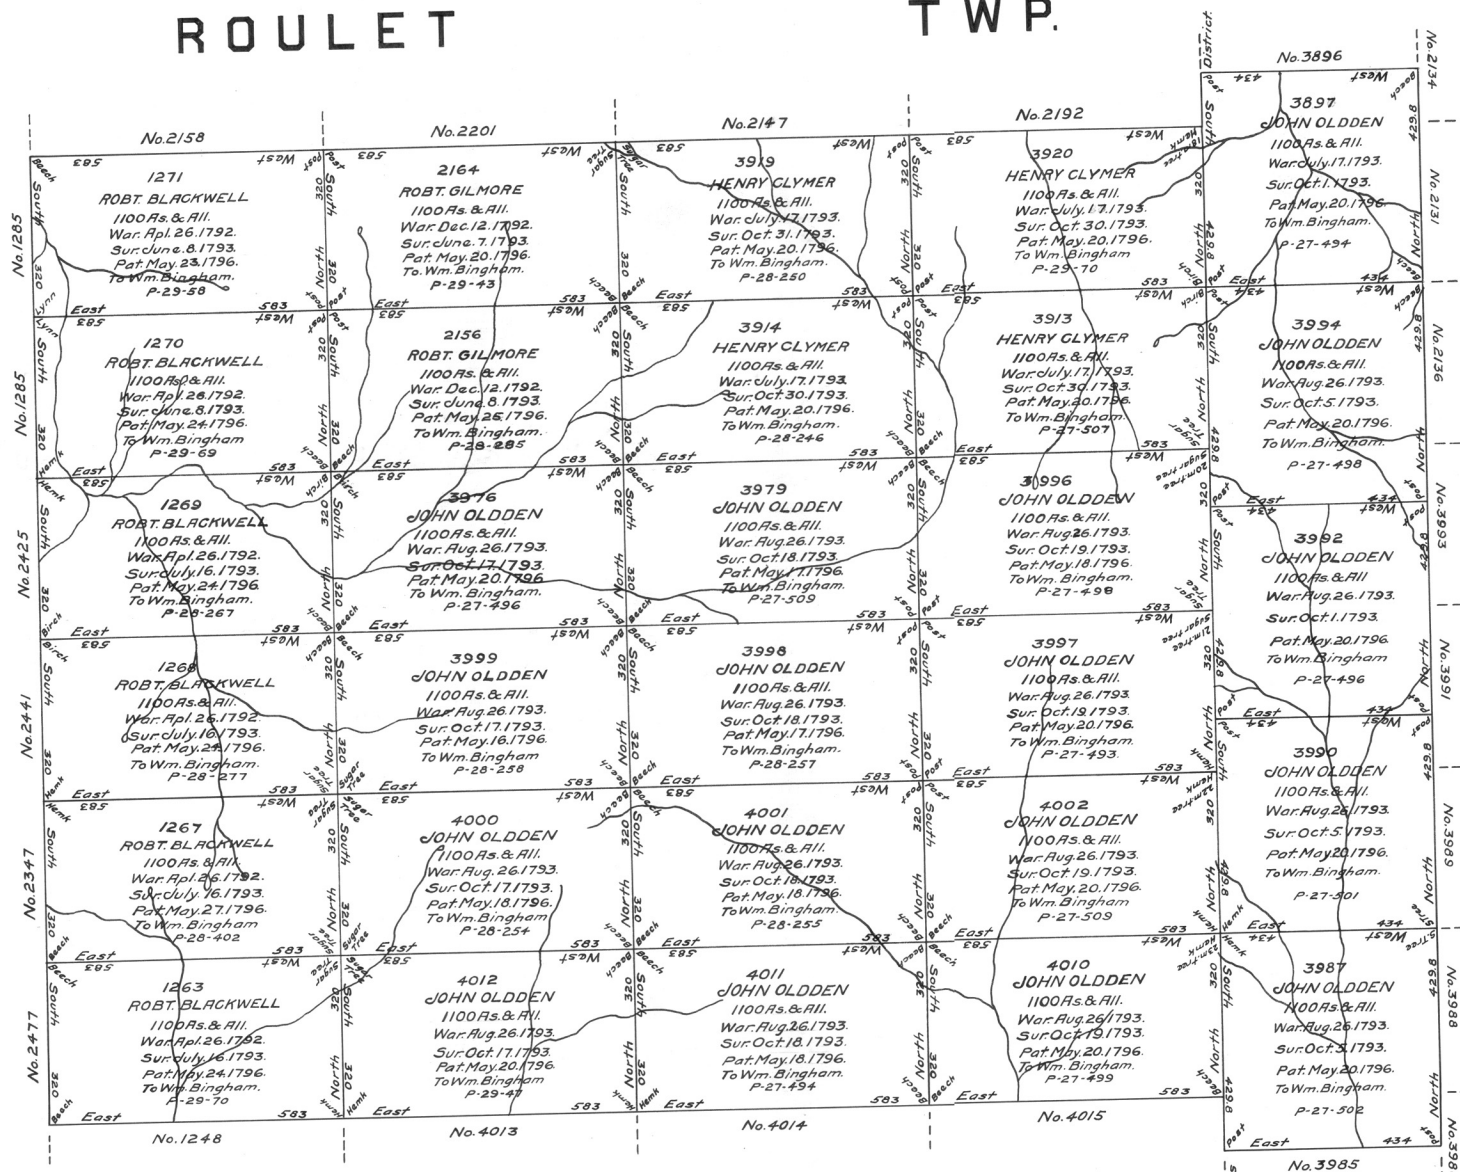 ROULET TWP.
District.
No.2158
No.2201
No.2147
No.2192
No.3896
No.2134
No.1285
No.1285
No.2425
No.2441
No.2347
No.2477
1271
ROBT. BLACKWELL
1100 As. & All.
War. Apl. 26. 1792.
Sur. June. 8. 1793.
Pat. May. 23. 1796.
To Wm. Bingham.
P-29-58
2164
ROBT. GILMORE
1100 As. & All.
War. Dec. 12. 1792.
Sur. June. 7. 1793.
Pat. May. 20. 1796.
To Wm. Bingham.
P-29-43
3919
HENRY CLYMER
1100 As. & All.
War. July. 17. 1793.
Sur. Oct. 31. 1793.
Pat. May. 20. 1796.
To Wm. Bingham.
P-28-250
3920
HENRY CLYMER
1100 As. & All.
War. July. 17. 1793.
Sur. Oct. 30. 1793.
Pat. May. 20. 1796.
To Wm. Bingham.
P-29-70
3897
JOHN OLDDEN
1100 As. & All.
War. July. 17. 1793.
Sur. Oct. 1. 1793.
Pat. May. 20. 1796.
To Wm. Bingham.
P-27-494
No.2131
1270
ROBT. BLACKWELL
1100 As. & All.
War. Apl. 26. 1792.
Sur. June. 8. 1793.
Pat. May. 24. 1796.
To Wm. Bingham
P-29-69
2156
ROBT. GILMORE
1100 As. & All.
War. Dec. 12. 1792.
Sur. June. 8. 1793.
Pat. May. 25. 1796.
To Wm. Bingham.
P-28-285
3914
HENRY CLYMER
1100 As. & All.
War. July. 17. 1793.
Sur. Oct. 30. 1793.
Pat. May. 20. 1796.
To Wm. Bingham.
P-28-246
3913
HENRY CLYMER
1100 As. & All.
War. July. 17. 1793.
Sur. Oct. 30. 1793.
Pat. May. 20. 1796.
To Wm. Bingham
P-27-507
3994
JOHN OLDDEN
1100 As. & All.
War. Aug. 26. 1793.
Sur. Oct. 5. 1793.
Pat. May. 20. 1796.
To Wm. Bingham
P-27-498
No.2136
1269
ROBT. BLACKWELL
1100 As. & All.
War. Apl. 26. 1792.
Sur. July. 16. 1793.
Pat. May. 24. 1796
To Wm. Bingham.
P-28-267
3976
JOHN OLDDEN
1100 As. & All.
War. Aug. 26. 1793.
Sur. Oct. 17. 1793.
Pat. May. 20. 1796
To Wm. Bingham.
P-27-496
3979
JOHN OLDDEN
1100 As. & All.
War. Aug. 26. 1793.
Sur. Oct. 18. 1793.
Pat. May. 17. 1796.
To Wm. Bingham.
P-27-509
3996
JOHN OLDDEN
1100 As. & All.
War. Aug. 26. 1793.
Sur. Oct. 19. 1793.
Pat. May. 18. 1796.
To Wm. Bingham.
P-27-498
3992
JOHN OLDDEN
1100 As. & All
War. Aug. 26. 1793.
Sur. Oct. 1. 1793.
Pat. May. 20. 1796
To Wm. Bingham
P-27-496
No.3993
1268
ROBT. BLACKWELL
1100 As. & All.
War. Apl. 26. 1792.
Sur. July. 16. 1793.
Pat. May. 24. 1796.
To Wm. Bingham
P-28-277
3999
JOHN OLDDEN
1100 As. & All.
War. Aug. 26. 1793.
Sur. Oct. 17. 1793.
Pat. May. 16. 1796.
To Wm. Bingham
P-28-258
3998
JOHN OLDDEN
1100 As. & All.
War. Aug. 26. 1793.
Sur. Oct. 18. 1793.
Pat. May. 17. 1796.
To Wm. Bingham.
P-28-257
3997
JOHN OLDDEN
1100 As. & All.
War. Aug. 26. 1793.
Sur. Oct. 19. 1793
Pat. May. 20. 1796.
To Wm. Bingham.
P-27-493.
3990
JOHN OLDDEN
1100 As. & All.
War. Aug. 26. 1793.
Sur. Oct. 5. 1793.
Pat. May. 20. 1796.
To Wm. Bingham.
P-27-501
No.3991
No.3989
1267
ROBT. BLACKWELL
1100 As. & All.
War. Apl. 26. 1792.
Sur. July. 16. 1793.
Pat. May. 27. 1796.
To Wm. Bingham
P-28-402
4000
JOHN OLDDEN
1100 As. & All.
War. Aug. 26. 1793.
Sur. Oct. 17. 1793.
Pat. May. 18. 1796.
To Wm. Bingham
P-28-254
4001
JOHN OLDDEN
1100 As. & All.
War. Aug. 26. 1793.
Sur. Oct. 18. 1793.
Pat. May. 18. 1796.
To Wm. Bingham.
P-28-255
4002
JOHN OLDDEN
1100 As. & All.
War. Aug. 26. 1793.
Sur. Oct. 19. 1793
Pat. May. 20. 1796.
To Wm. Bingham.
P-27-509
3987
JOHN OLDDEN
1100 As. & All.
War. Aug. 26. 1793.
Sur. Oct. 5. 1793.
Pat. May. 20. 1796
To Wm. Bingham.
P-27-502
No.3988
1263
ROBT. BLACKWELL
1100 As. & All.
War. Apl. 26. 1792
Sur. July. 16. 1793.
Pat. May. 24. 1796.
To Wm. Bingham.
P-29-70
4012
JOHN OLDDEN
1100 As. & All.
War. Aug. 26. 1793.
Sur. Oct. 17. 1793.
Pat. May. 20. 1796
To Wm Bingham
P-29-47
4011
JOHN OLDDEN
1100 As. & All.
War. Aug. 26. 1793.
Sur. Oct. 18. 1793.
Pat. May. 18. 1796.
To Wm. Bingham.
P-27-494
4010
JOHN OLDDEN
1100 As. & All.
War. Aug. 26. 1793
Sur. Oct. 19. 1793.
Pat. May. 20. 1796.
To Wm. Bingham
P-27-499
East 583
East 583
East 434
No.1248
No.4013
No.4014
No.4015
No.3985
No.398